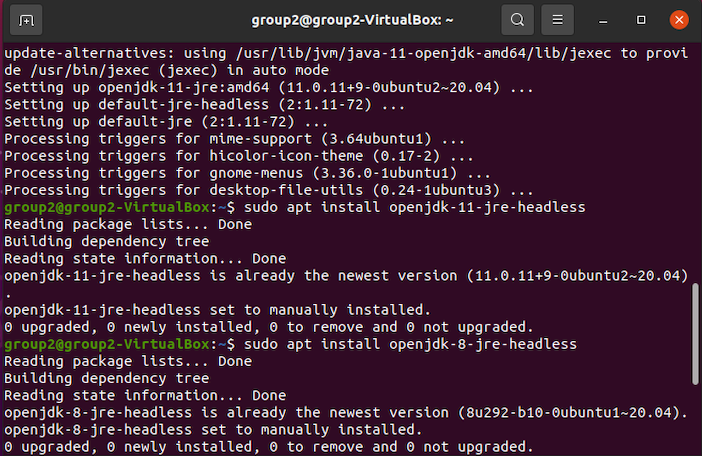 group2@group2-VirtualBox: ~
update-alternatives: using /usr/lib/jvm/java-11-openjdk-amd64/lib/jexec to provi
de /usr/bin/jexec (jexec) in auto mode
Setting up openjdk-11-jre:amd64 (11.0.11+9-0ubuntu2~20.04) ...
Setting up default-jre-headless (2:1.11-72) ...
Setting up default-jre (2:1.11-72) ...
Processing triggers for mime-support (3.64ubuntu1) ...
Processing triggers for hicolor-icon-theme (0.17-2) ...
Processing triggers for gnome-menus (3.36.0-1ubuntu1) ...
Processing triggers for desktop-file-utils (0.24-1ubuntu3) ...
group2@group2-VirtualBox:~$ sudo apt install openjdk-11-jre-headless
Reading package lists... Done
Building dependency tree
Reading state information... Done
openjdk-11-jre-headless is already the newest version (11.0.11+9-0ubuntu2~20.04)
.
openjdk-11-jre-headless set to manually installed.
0 upgraded, 0 newly installed, 0 to remove and 0 not upgraded.
group2@group2-VirtualBox:~$ sudo apt install openjdk-8-jre-headless
Reading package lists... Done
Building dependency tree
Reading state information... Done
openjdk-8-jre-headless is already the newest version (8u292-b10-0ubuntu1~20.04).
openjdk-8-jre-headless set to manually installed.
0 upgraded, 0 newly installed, 0 to remove and 0 not upgraded.